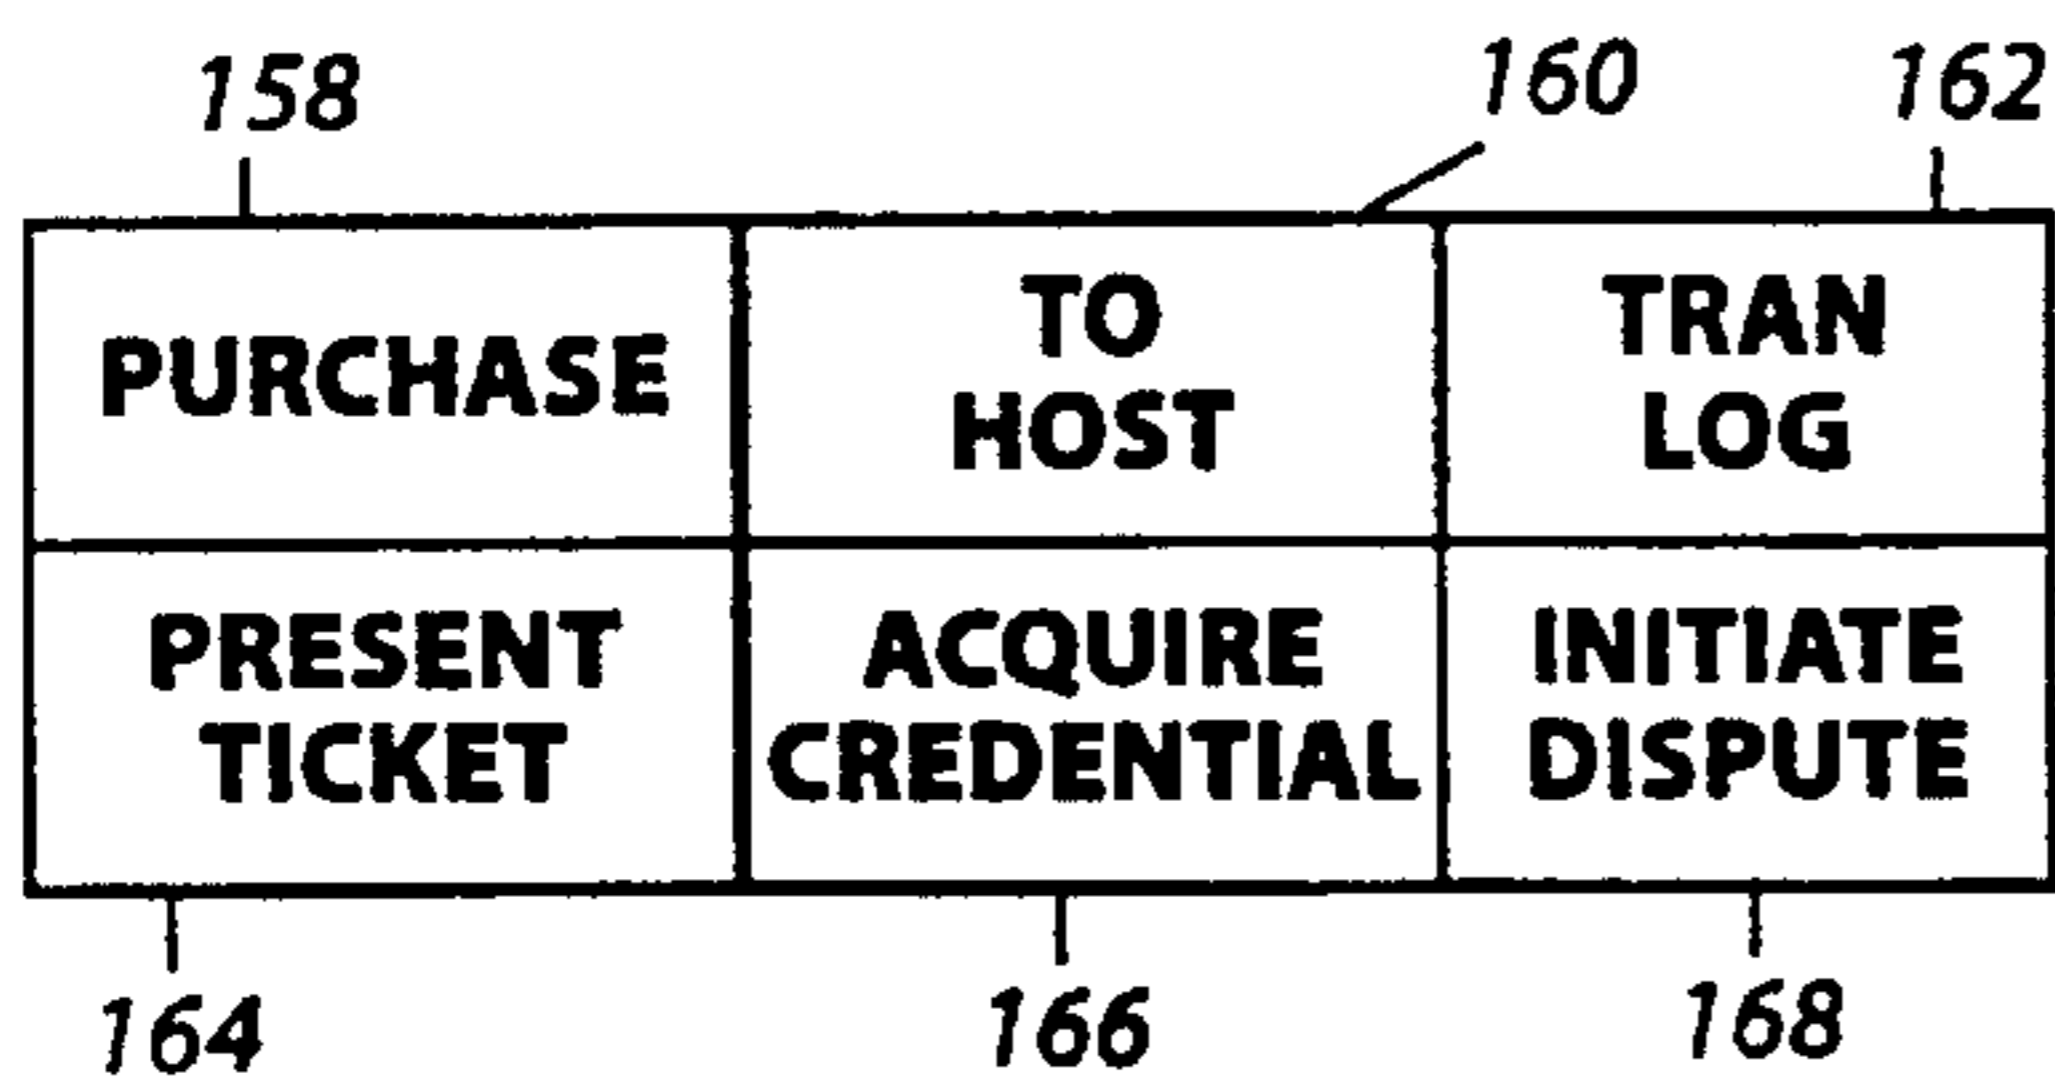 158
160
162
PURCHASE
TO
HOST
TRAN
LOG
PRESENT
TICKET
ACQUIRE
CREDENTIAL
INITIATE
DISPUTE
164
166
168